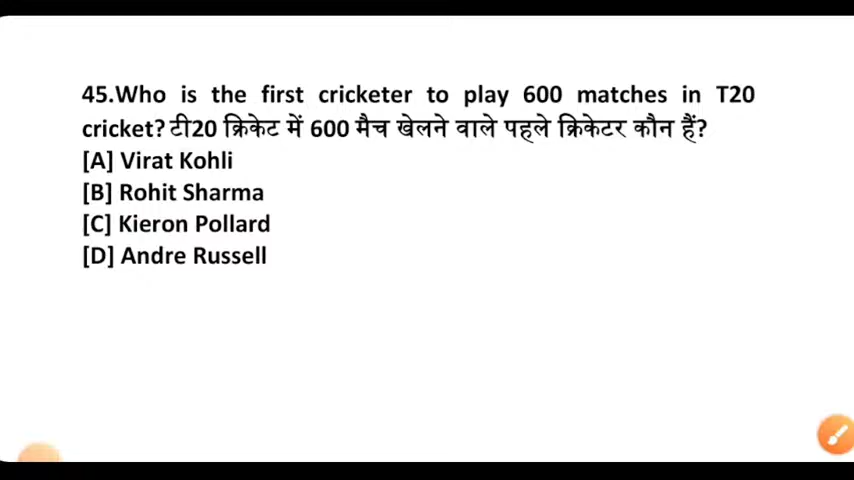 45.Who is the first cricketer to play 600 matches in T20
cricket? टी20 क्रिकेट में 600 मैच खेलने वाले पहले क्रिकेटर कौन हैं?
[A] Virat Kohli
[B] Rohit Sharma
[C] Kieron Pollard
[D] Andre Russell